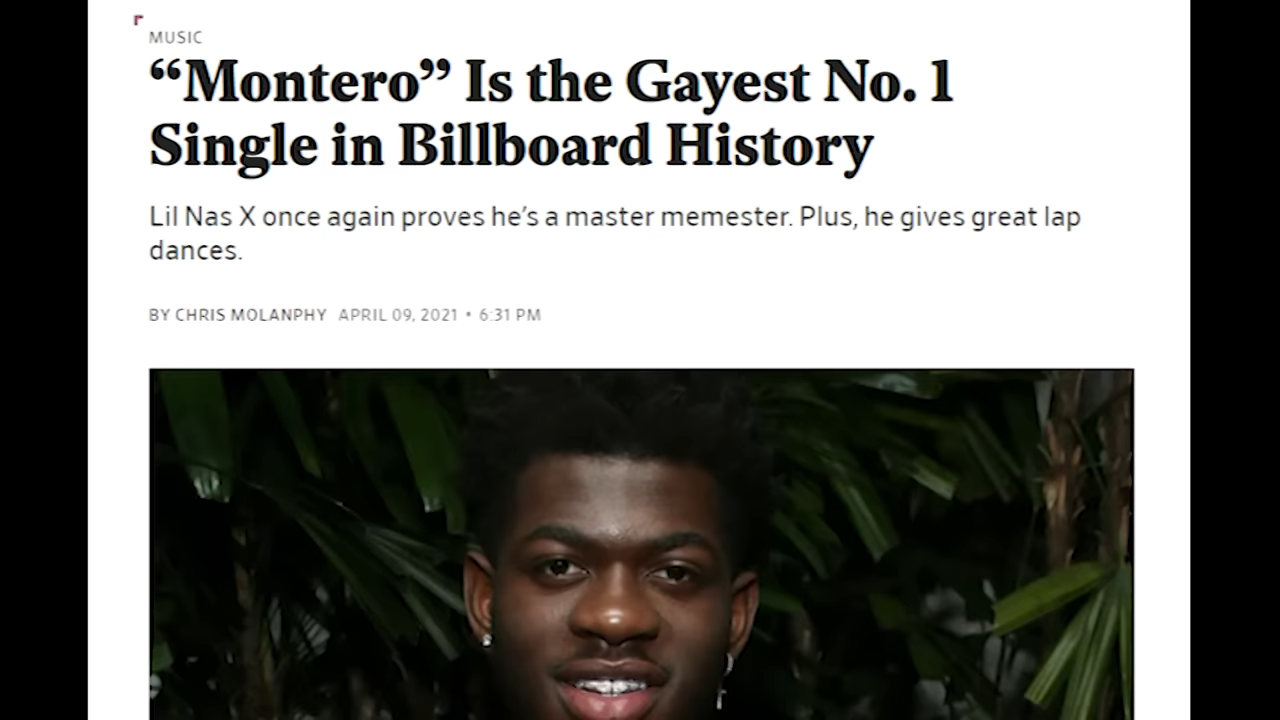 MUSIC
“Montero” Is the Gayest No. 1
Single in Billboard History
Lil Nas X once again proves he’s a master memester. Plus, he gives great lap
dances.
BY CHRIS MOLANPHY APRIL 09, 2021 • 6:31 PM